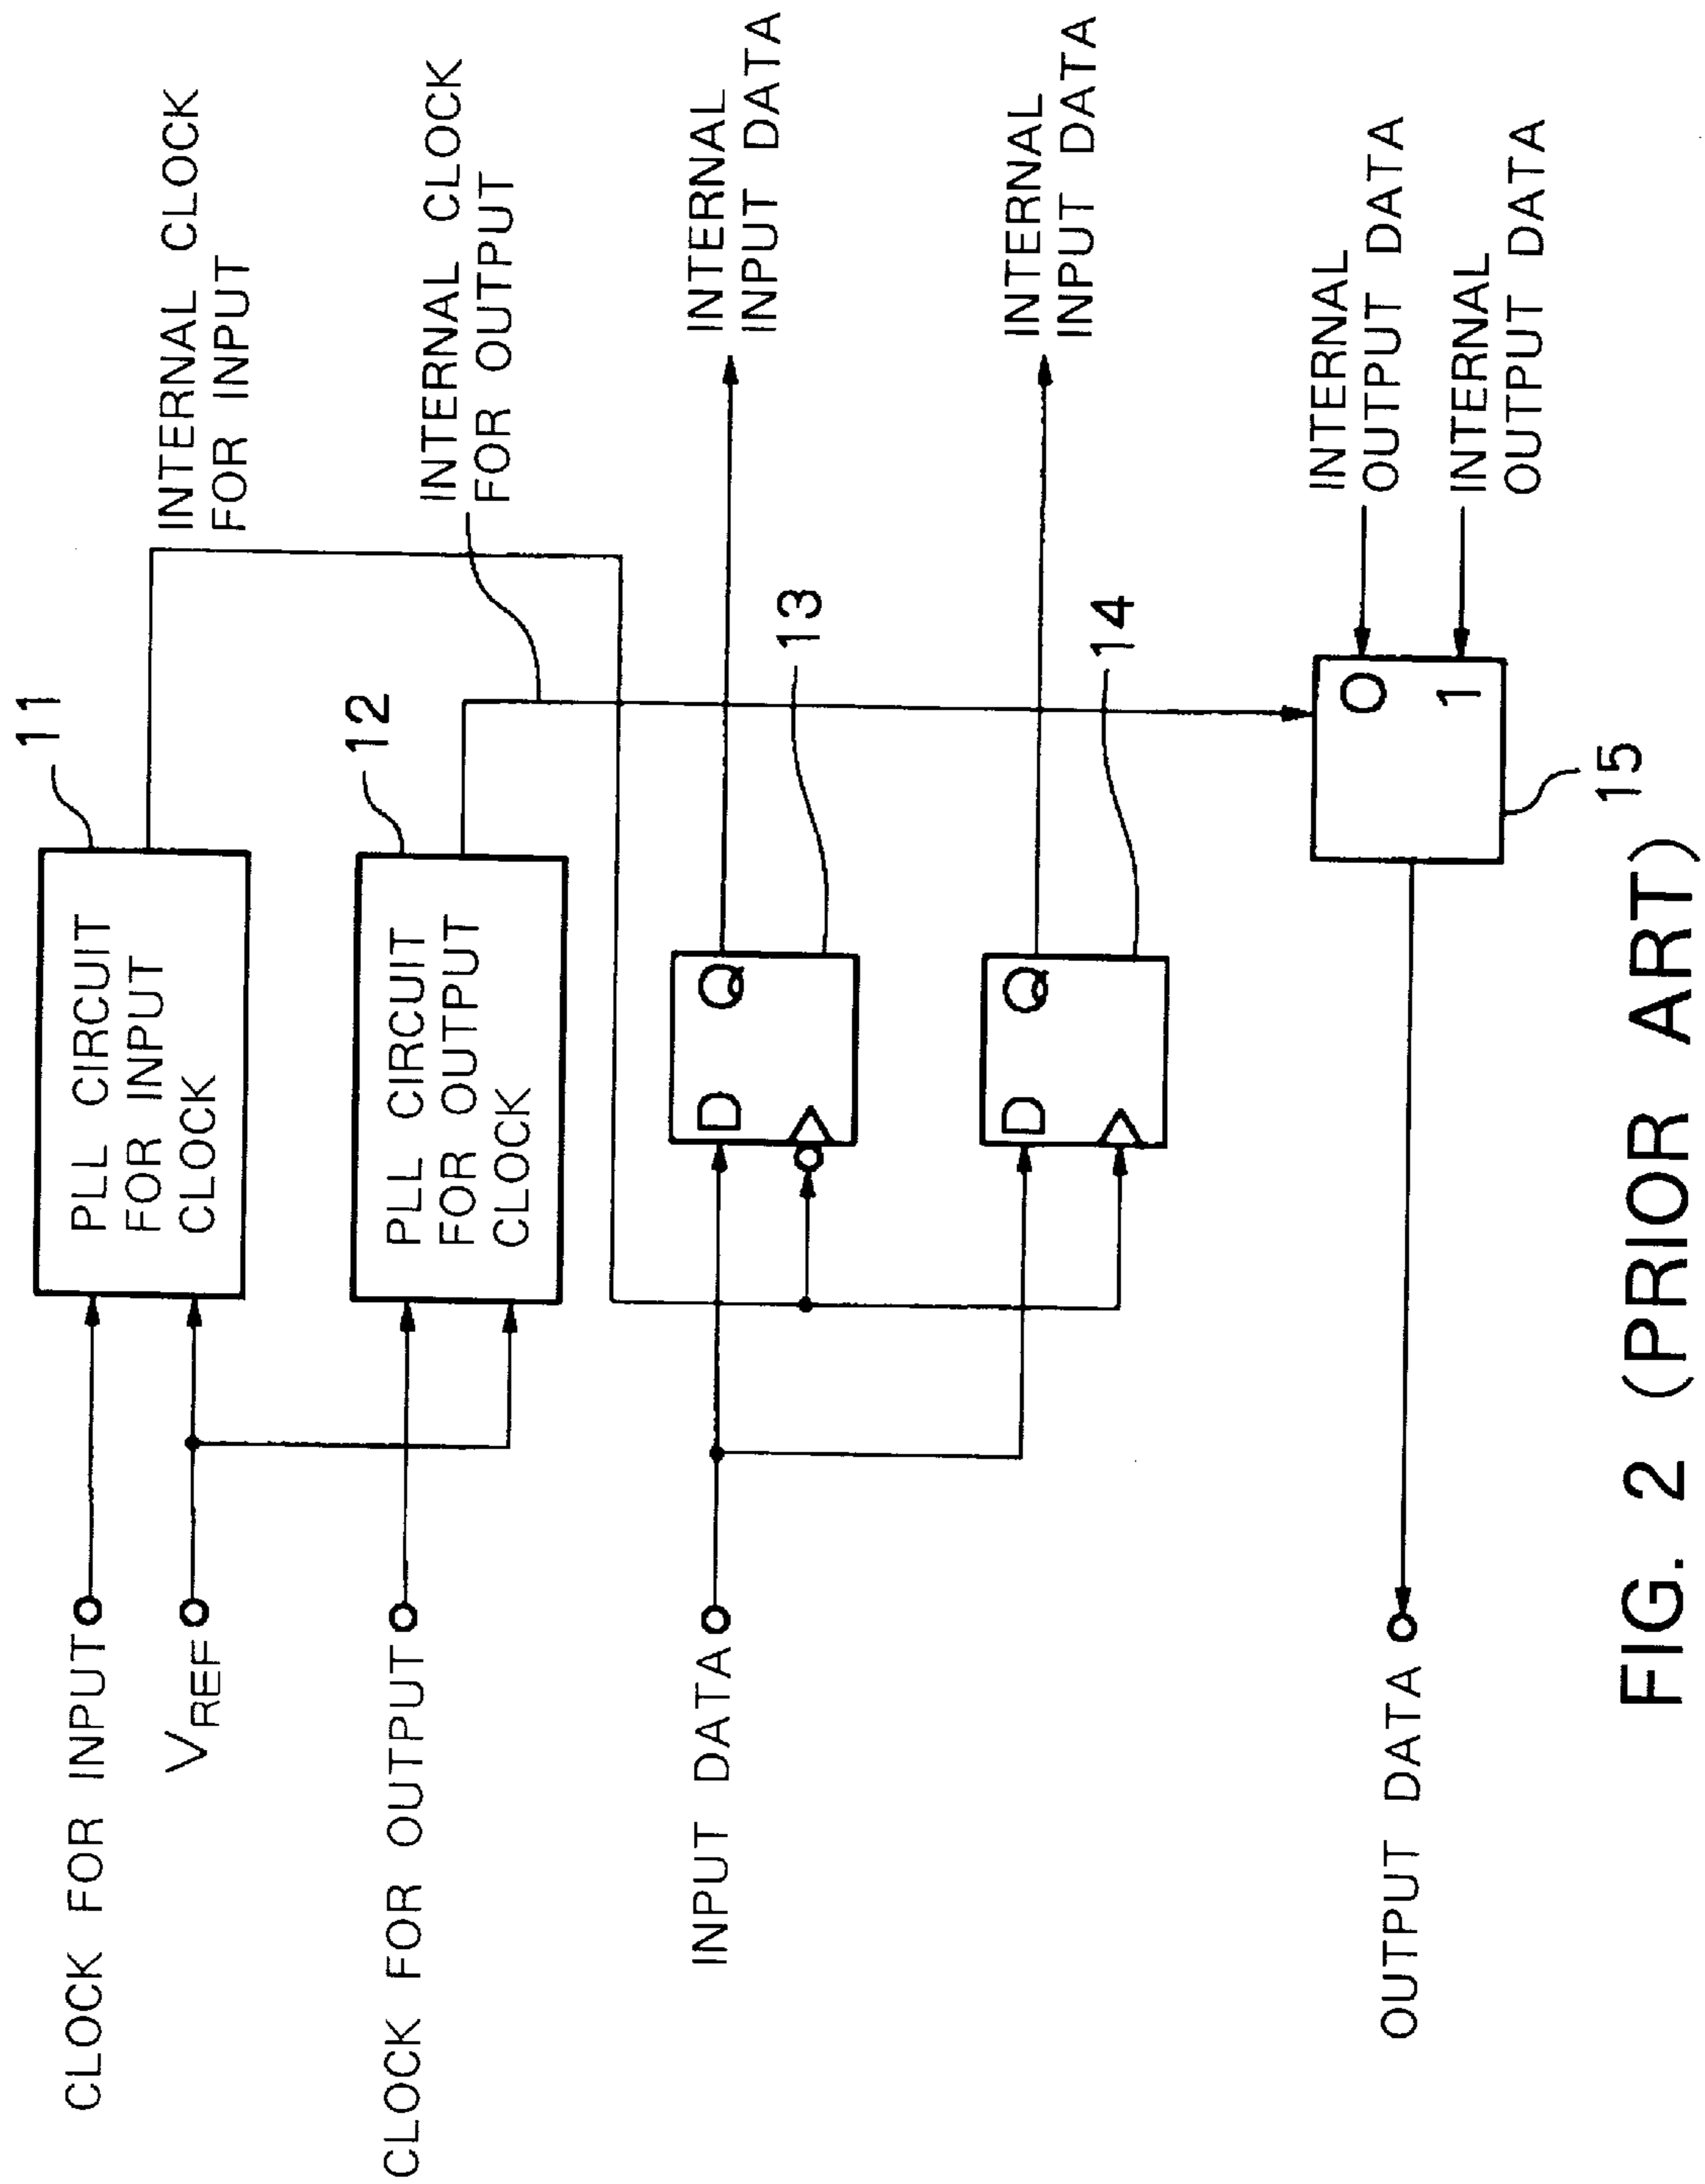 CLOCK FOR INPUT
VREF
PLL CIRCUIT
FOR INPUT
CLOCK
11
INTERNAL CLOCK
FOR INPUT
CLOCK FOR OUTPUT
PLL CIRCUIT
FOR OUTPUT
CLOCK
12
INTERNAL CLOCK
FOR OUTPUT
INPUT DATA
D
Q
13
INTERNAL
INPUT DATA
D
Q
14
INTERNAL
INPUT DATA
OUTPUT DATA
0
1
15
INTERNAL
OUTPUT DATA
INTERNAL
OUTPUT DATA
FIG. 2 (PRIOR ART)